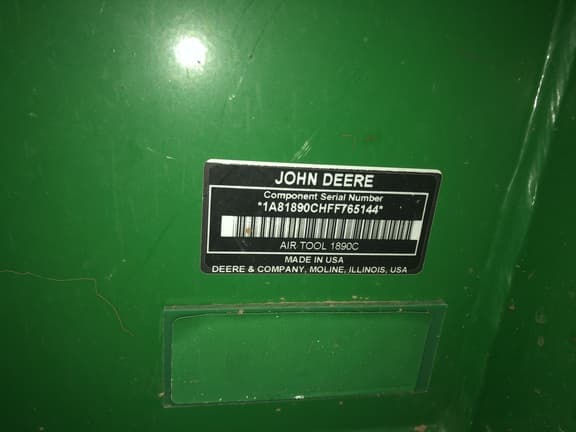 JOHN DEERE
Component Serial Number
*1A81890CHFF765144*
AIR TOOL 1890C
MADE IN USA
DEERE & COMPANY, MOLINE, ILLINOIS, USA